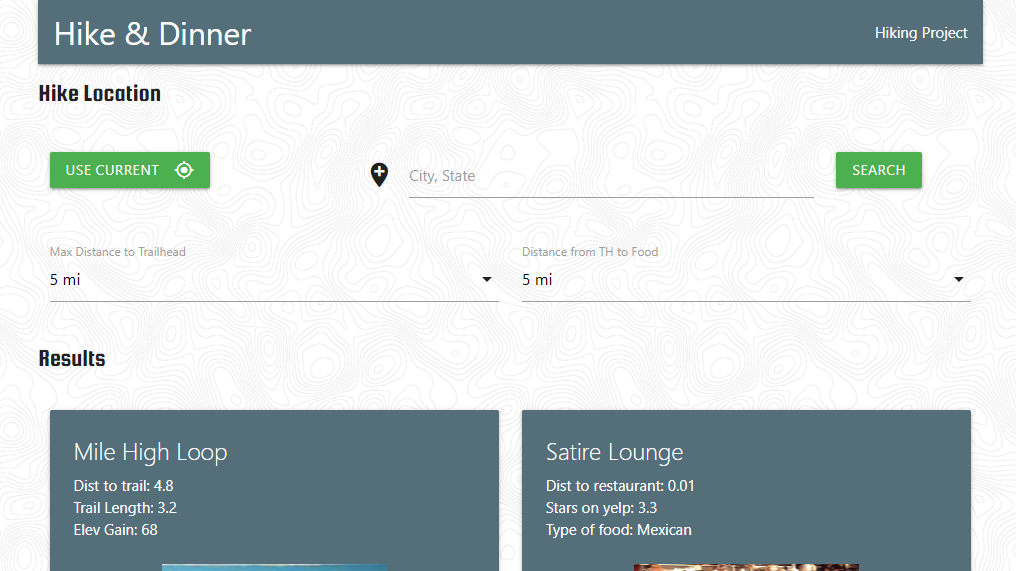 Hike & Dinner
Hiking Project
Hike Location
USE CURRENT
City, State
SEARCH
Max Distance to Trailhead
5 mi
Distance from TH to Food
5 mi
Results
Mile High Loop
Dist to trail: 4.8
Trail Length: 3.2
Elev Gain: 68
Satire Lounge
Dist to restaurant: 0.01
Stars on yelp: 3.3
Type of food: Mexican